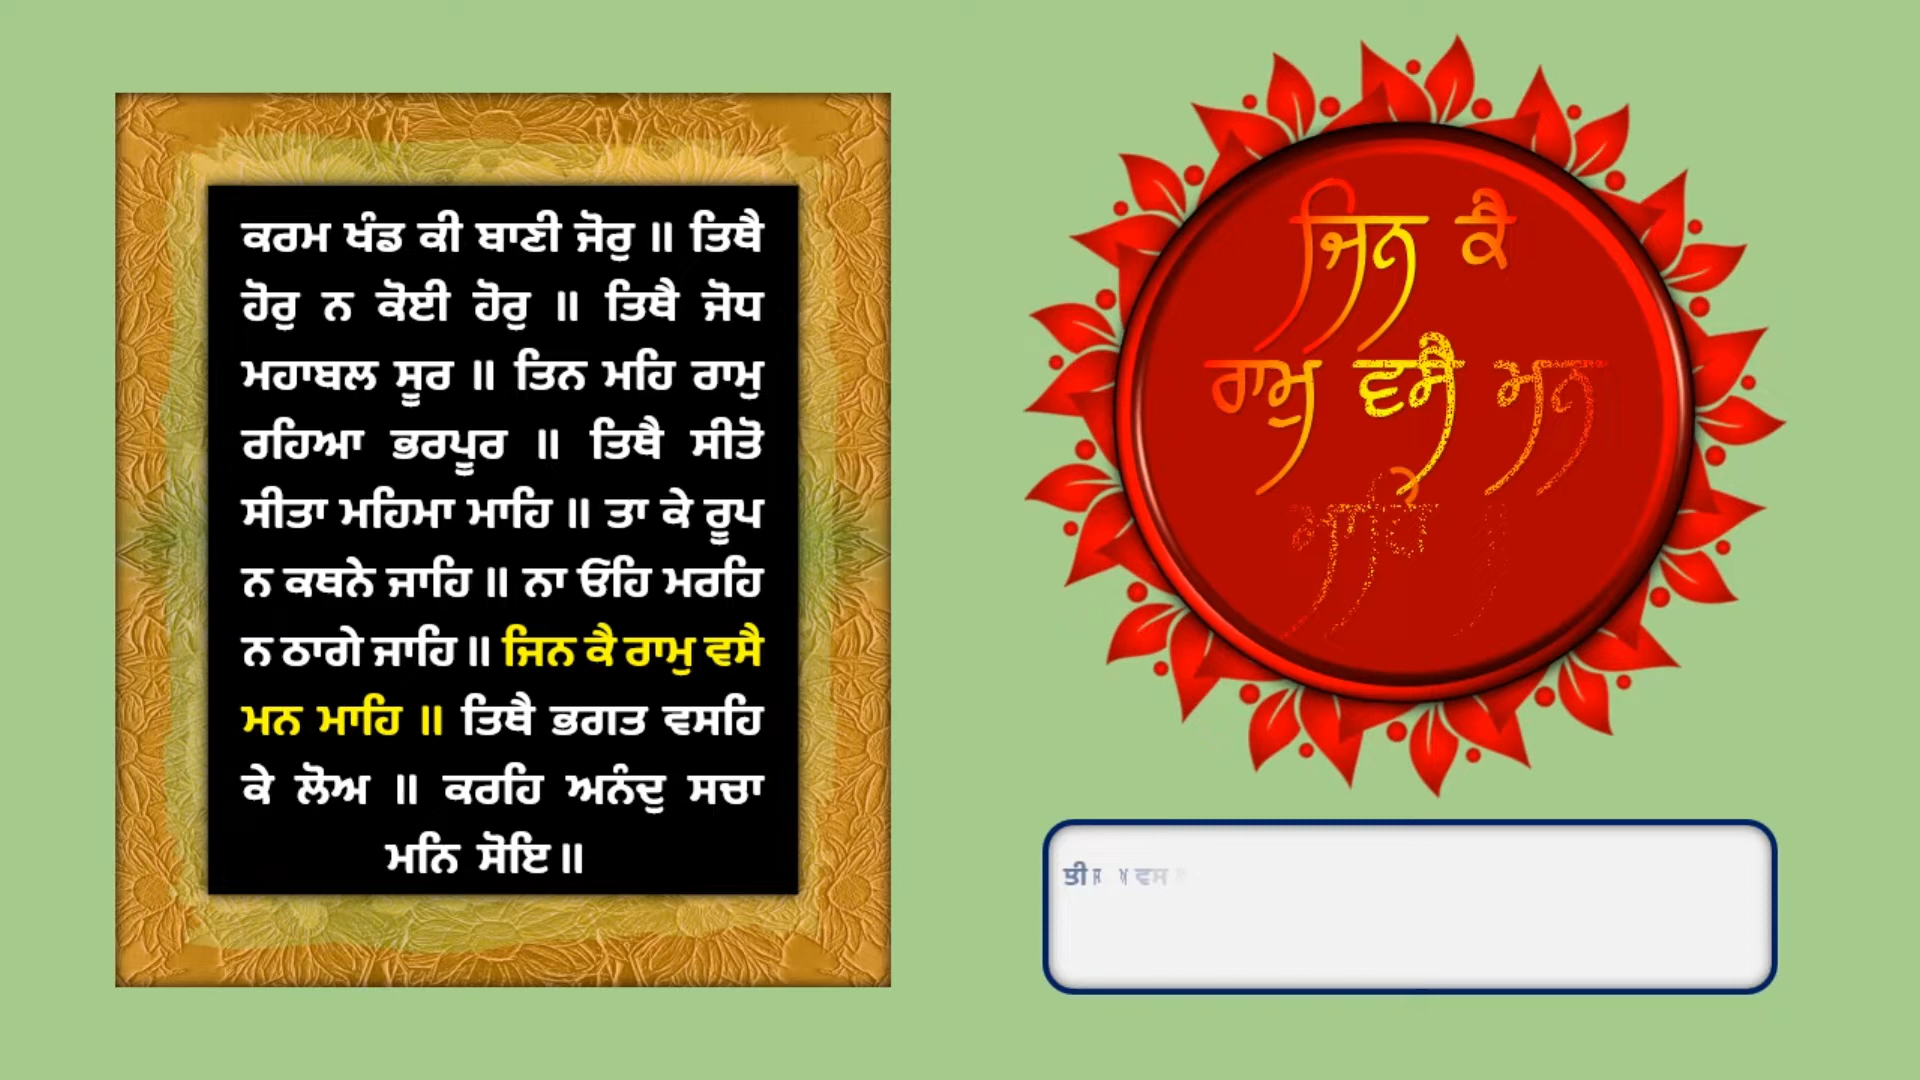 ਕਰਮ ਖੰਡ ਕੀ ਬਾਣੀ ਜੋਰੁ ॥ ਤਿਥੈ
ਹੋਰੁ ਨ ਕੋਈ ਹੋਰੁ ॥ ਤਿਥੈ ਜੋਧ
ਮਹਾਬਲ ਸੂਰ ॥ ਤਿਨ ਮਹਿ ਰਾਮੁ
ਰਹਿਆ ਭਰਪੂਰ ॥ ਤਿਥੈ ਸੀਤੋ
ਸੀਤਾ ਮਹਿਮਾ ਮਾਹਿ ॥ ਤਾ ਕੇ ਰੂਪ
ਨ ਕਥਨੇ ਜਾਹਿ ॥ ਨਾ ਓਹਿ ਮਰਹਿ
ਨ ਠਾਗੇ ਜਾਹਿ ॥ ਜਿਨ ਕੈ ਰਾਮੁ ਵਸੈ
ਮਨ ਮਾਹਿ ॥ ਤਿਥੈ ਭਗਤ ਵਸਹਿ
ਕੇ ਲੋਅ ॥ ਕਰਹਿ ਅਨੰਦੁ ਸਚਾ
ਮਨਿ ਸੋਇ ॥
ਜਿਨ ਕੈ
ਰਾਮੁ ਵਸੈ ਮਨ
ਮਾਹਿ